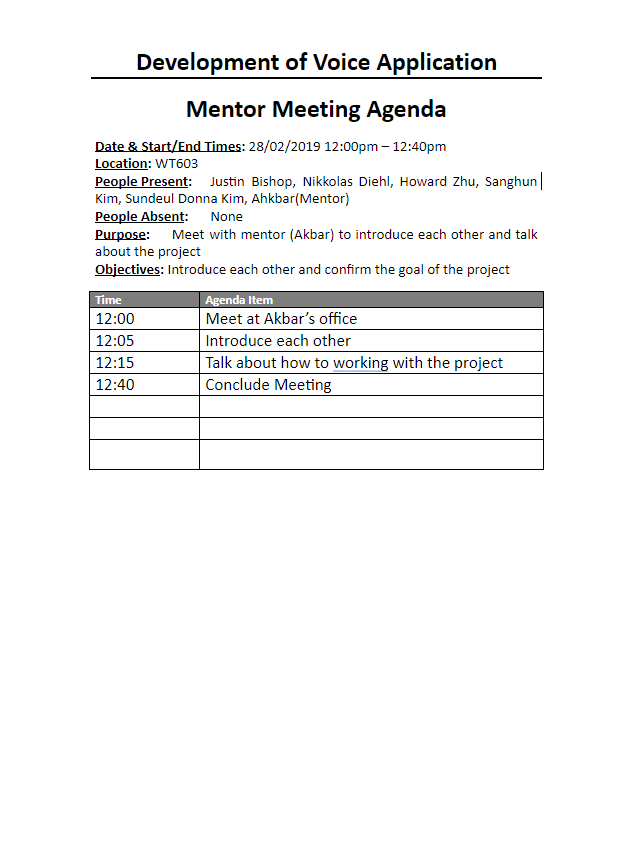 Development of Voice Application
Mentor Meeting Agenda
Date & Start/End Times: 28/02/2019 12:00pm – 12:40pm
Location: WT603
People Present: Justin Bishop, Nikkolas Diehl, Howard Zhu, Sanghun
Kim, Sundeul Donna Kim, Ahkbar(Mentor)
People Absent: None
Purpose: Meet with mentor (Akbar) to introduce each other and talk
about the project
Objectives: Introduce each other and confirm the goal of the project
Time Agenda Item
12:00 Meet at Akbar’s office
12:05 Introduce each other
12:15 Talk about how to working with the project
12:40 Conclude Meeting